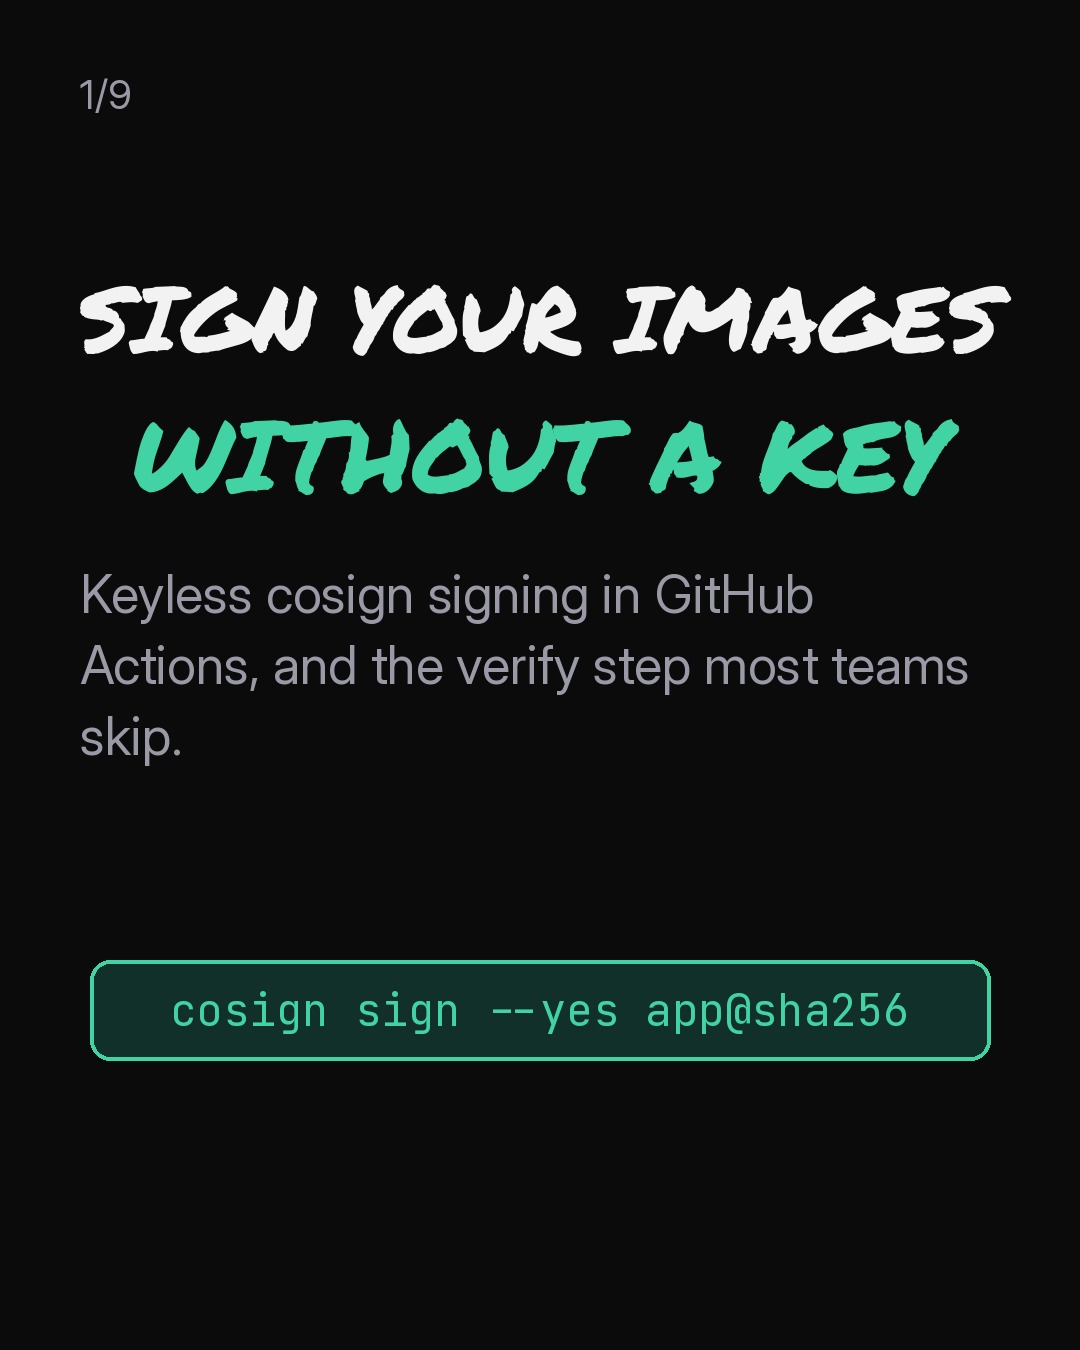 1/9
SIGN YOUR IMAGES
WITHOUT A KEY
Keyless cosign signing in GitHub
Actions, and the verify step most teams
skip.
cosign sign --yes app@sha256